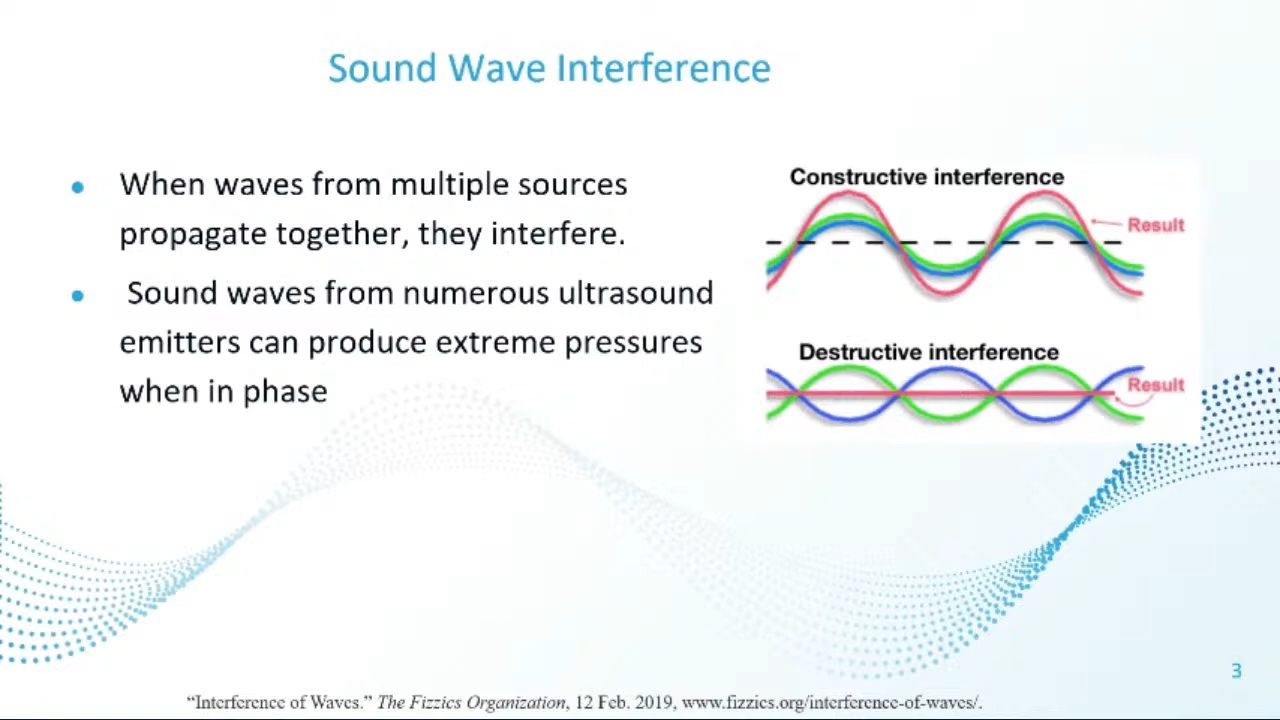 Sound Wave Interference
When waves from multiple sources
propagate together, they interfere.
Sound waves from numerous ultrasound
emitters can produce extreme pressures
when in phase
Constructive interference
Result
Destructive interference
Result
3
“Interference of Waves.” The Fizzics Organization, 12 Feb. 2019, www.fizzics.org/interference-of-waves/.